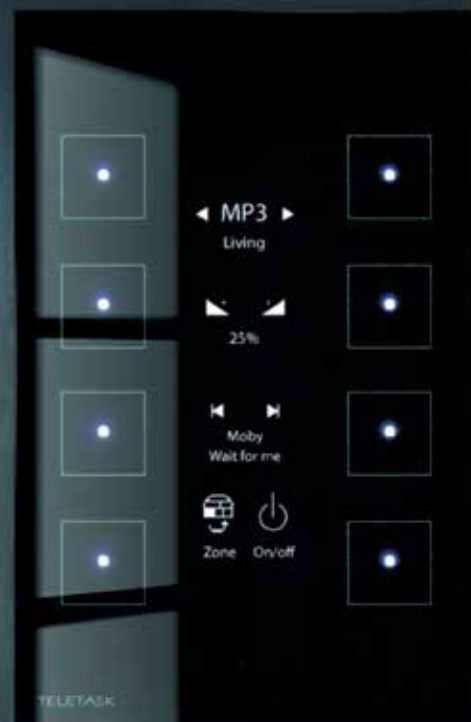 MP3
Living
25%
Moby
Wait for me
Zone On/off
TELETASK